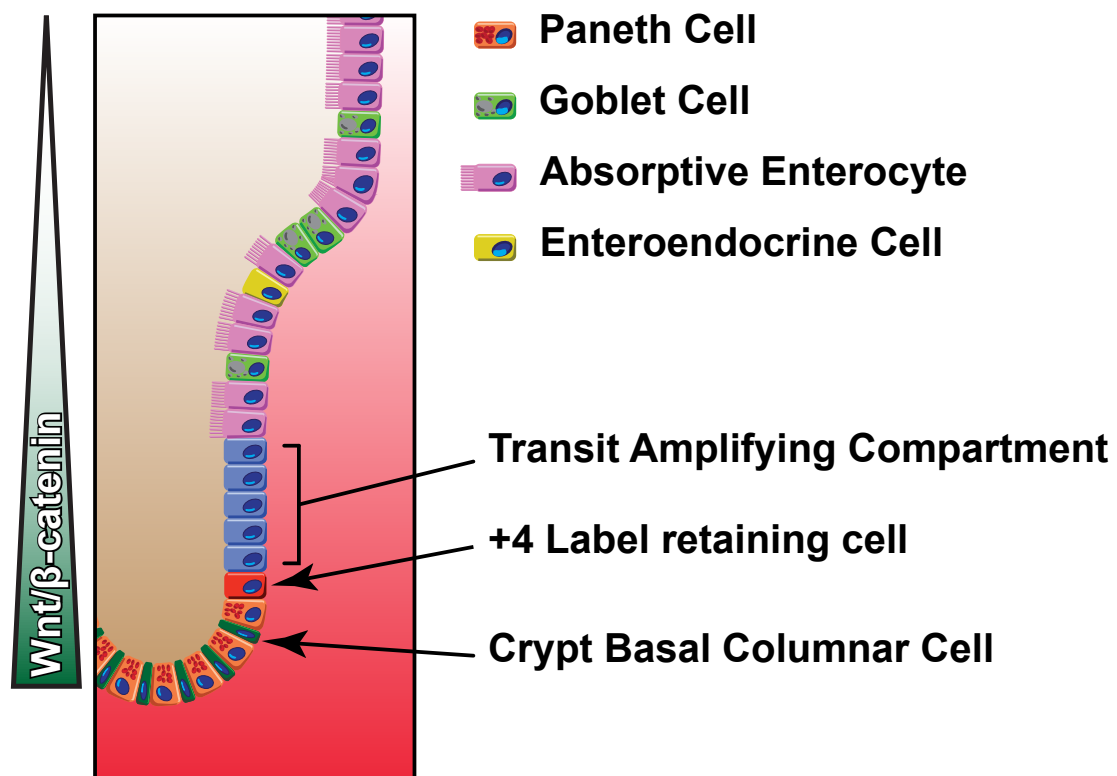 Paneth Cell
Goblet Cell
Absorptive Enterocyte
Enteroendocrine Cell
Transit Amplifying Compartment
+4 Label retaining cell
Crypt Basal Columnar Cell
Wnt/β-catenin